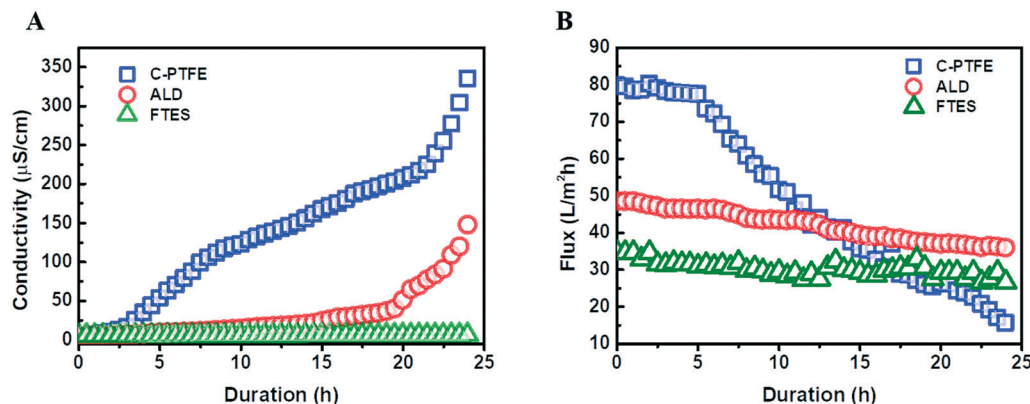 A
Conductivity (µS/cm)
350
300
250
200
150
100
50
0
C-PTFE
ALD
FTES
0 5 10 15 20 25
Duration (h)
B
Flux (L/m²h)
90
80
70
60
50
40
30
20
10
C-PTFE
ALD
FTES
0 5 10 15 20 25
Duration (h)